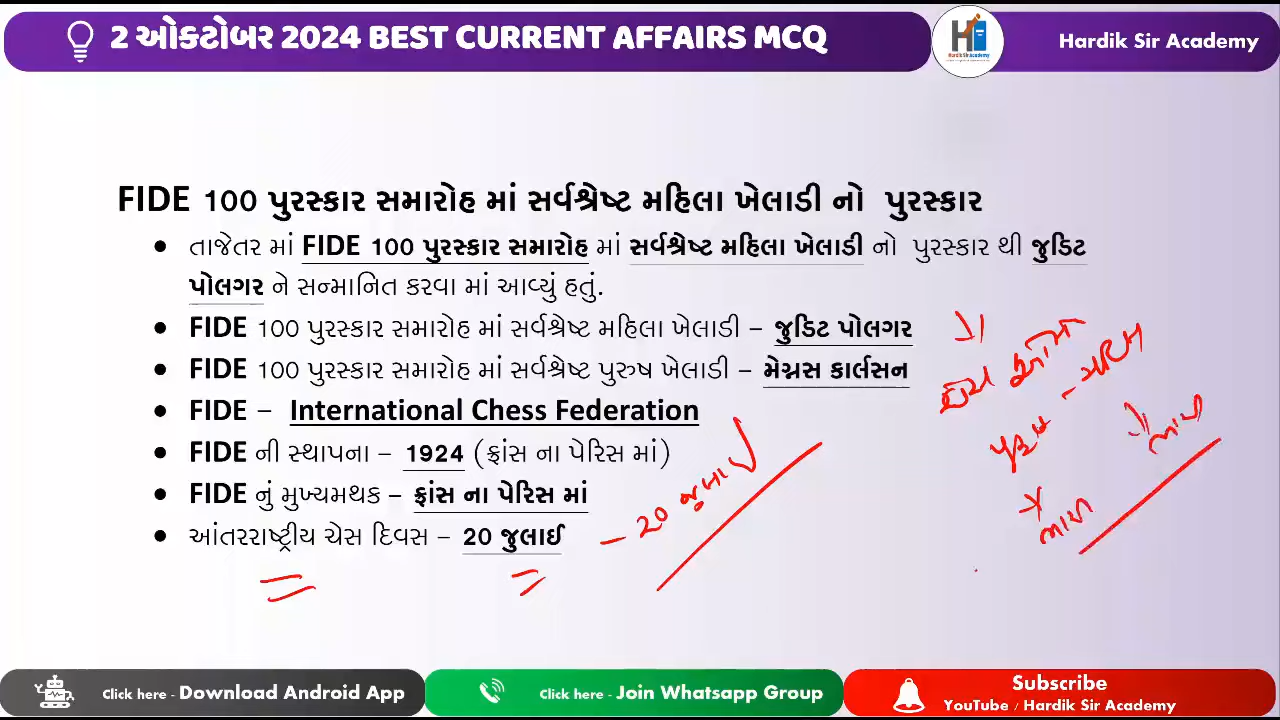 2 ઓક્ટોબર 2024 BEST CURRENT AFFAIRS MCQ
Hardik Sir Academy
Hardik Sir Academy
FIDE 100 પુરસ્કાર સમારોહ માં સર્વશ્રેષ્ટ મહિલા ખેલાડી નો પુરસ્કાર
● તાજેતર માં FIDE 100 પુરસ્કાર સમારોહ માં સર્વશ્રેષ્ટ મહિલા ખેલાડી નો પુરસ્કાર થી જુડિટ
પોલગર ને સન્માનિત કરવા માં આવ્યું હતું.
● FIDE 100 પુરસ્કાર સમારોહ માં સર્વશ્રેષ્ટ મહિલા ખેલાડી – જુડિટ પોલગર
● FIDE 100 પુરસ્કાર સમારોહ માં સર્વશ્રેષ્ટ પુરુષ ખેલાડી – મેગ્નસ કાર્લસન
● FIDE – International Chess Federation
● FIDE ની સ્થાપના – 1924 (ફ્રાંસ ના પેરિસ માં)
● FIDE નું મુખ્યમથક – ફ્રાંસ ના પેરિસ માં
● આંતરરાષ્ટ્રીય ચેસ દિવસ – 20 જુલાઈ
– 20 જુલા
Click here - Download Android App
Click here - Join Whatsapp Group
Subscribe
YouTube / Hardik Sir Academy